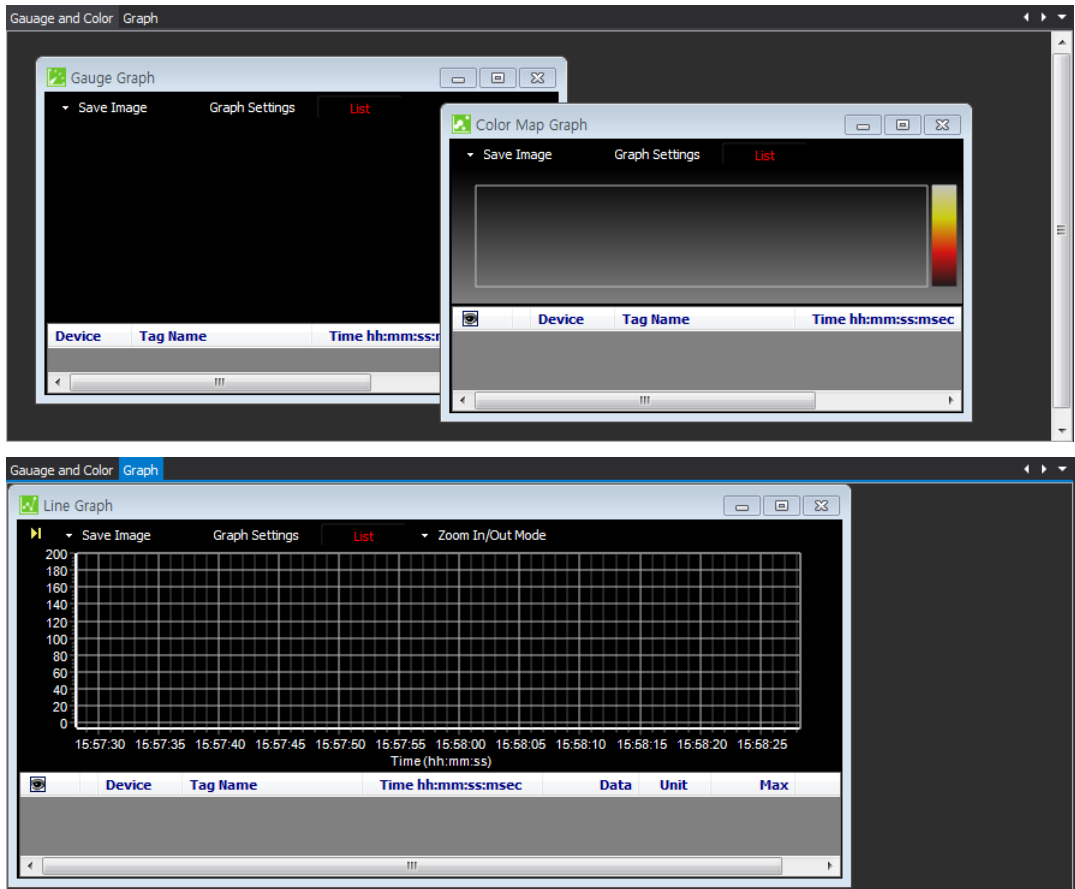 Gauage and Color Graph
Gauge Graph
Save Image Graph Settings List
Device Tag Name Time hh:mm:ss:
Color Map Graph
Save Image Graph Settings List
Device Tag Name Time hh:mm:ss:msec
Gauage and Color Graph
Line Graph
Save Image Graph Settings List Zoom In/Out Mode
200
180
160
140
120
100
80
60
40
20
0
15:57:30 15:57:35 15:57:40 15:57:45 15:57:50 15:57:55 15:58:00 15:58:05 15:58:10 15:58:15 15:58:20 15:58:25
Time(hh:mm:ss)
Device Tag Name Time hh:mm:ss:msec Data Unit Max